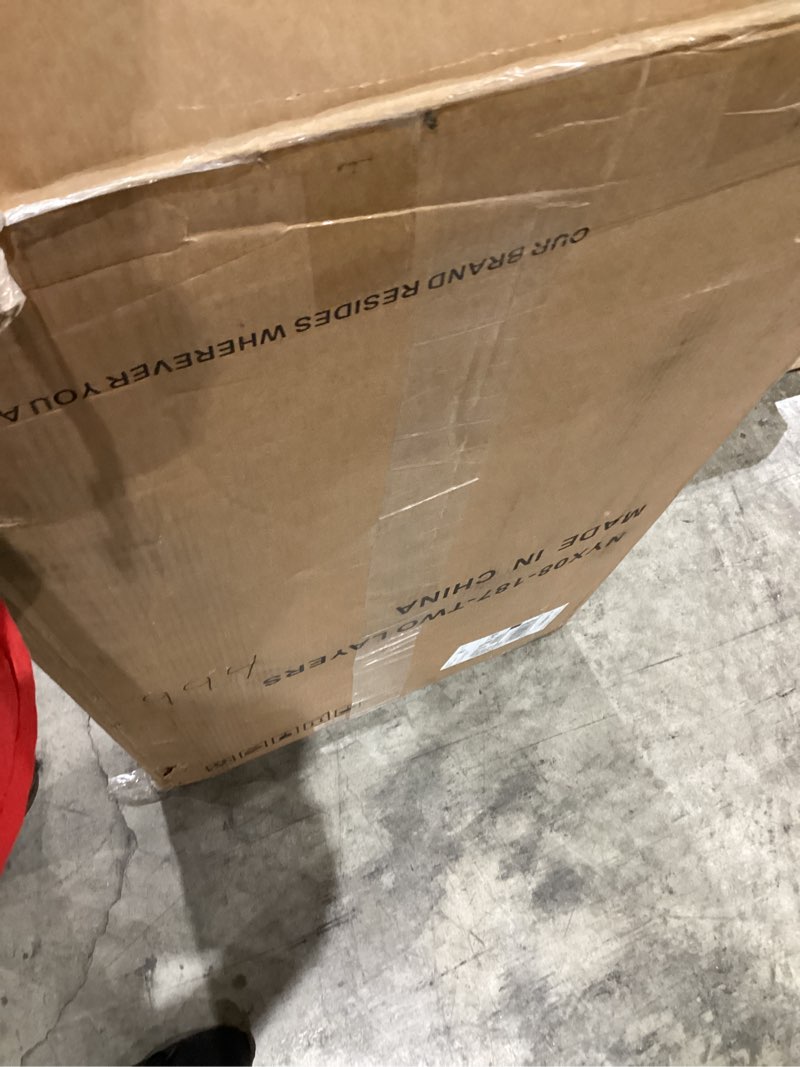 NYX08-187-TWO LAYERS
MADE IN CHINA
OUR BRAND RESIDES WHEREVER YOU A